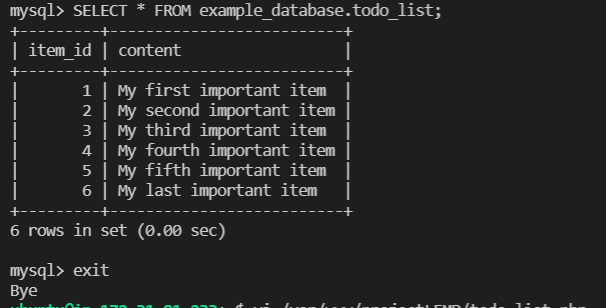 mysql> SELECT * FROM example_database.todo_list;
+---------+--------------------------+
| item_id | content                  |
+---------+--------------------------+
|       1 | My first important item  |
|       2 | My second important item |
|       3 | My third important item  |
|       4 | My fourth important item |
|       5 | My fifth important item  |
|       6 | My last important item   |
+---------+--------------------------+
6 rows in set (0.00 sec)

mysql> exit
Bye